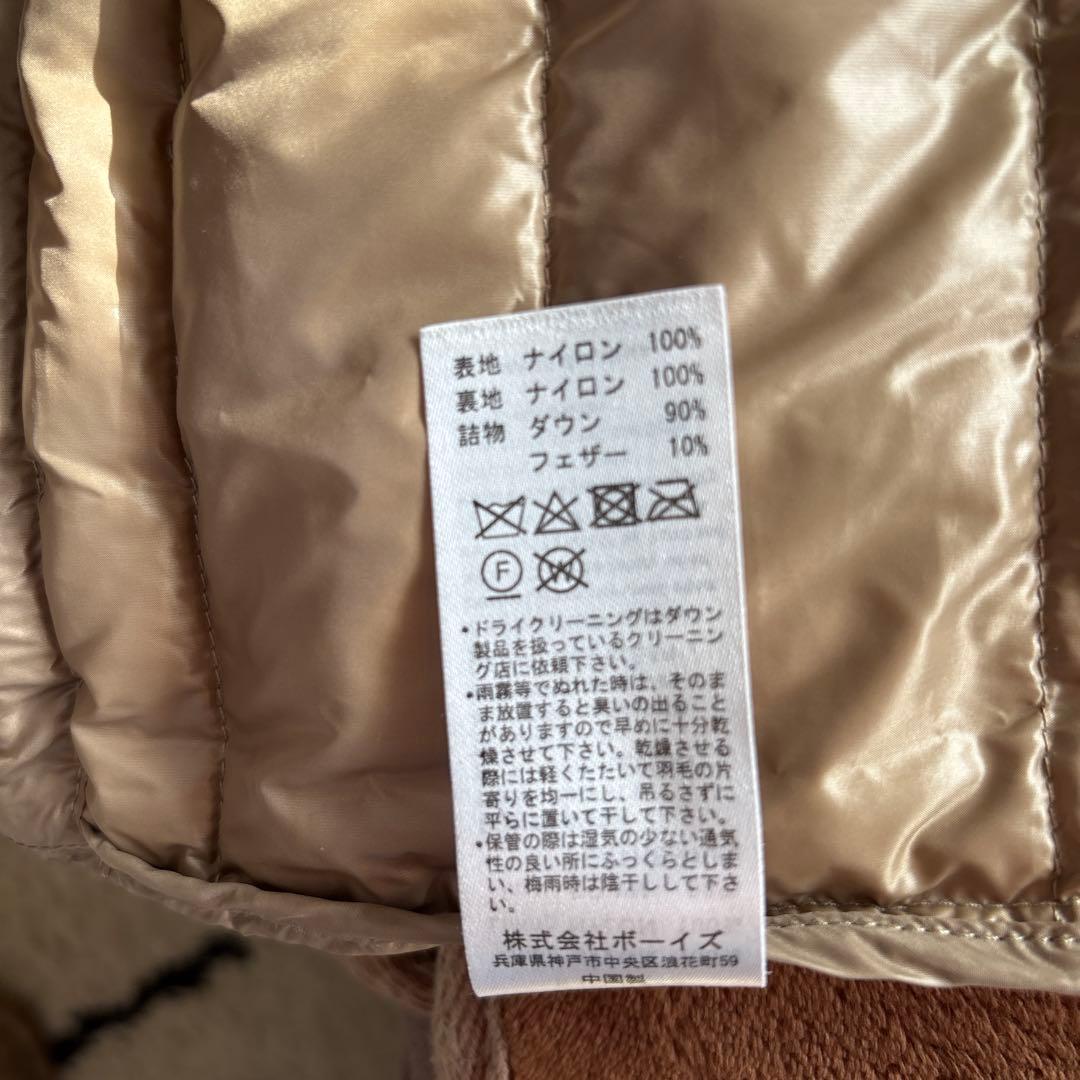 表地 ナイロン 100%
裏地 ナイロン 100%
詰物 ダウン 90%
フェザー 10%
F W
•ドライクリーニングはダウン
製品を扱っているクリーニン
グ店に依頼下さい。
•雨霧等でぬれた時は、そのま
ま放置すると臭いの出ること
がありますので早めに十分乾
燥させて下さい。乾燥させる
際には軽くたたいて羽毛の片
寄りを均一にし、吊るさずに
平らに置いて干して下さい。
•保管の際は湿気の少ない通気
性の良い所にふっくらとしま
い、梅雨時は陰干しして下さ
い。
株式会社ボーイズ
兵庫県神戸市中央区浪花町59
中国製